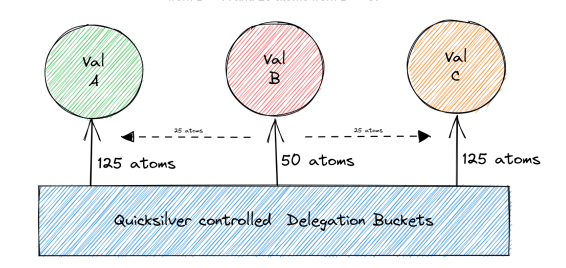 Val
A
Val
B
Val
C
25 atoms
25 atoms
125 atoms
50 atoms
125 atoms
Quicksilver controlled Delegation Buckets